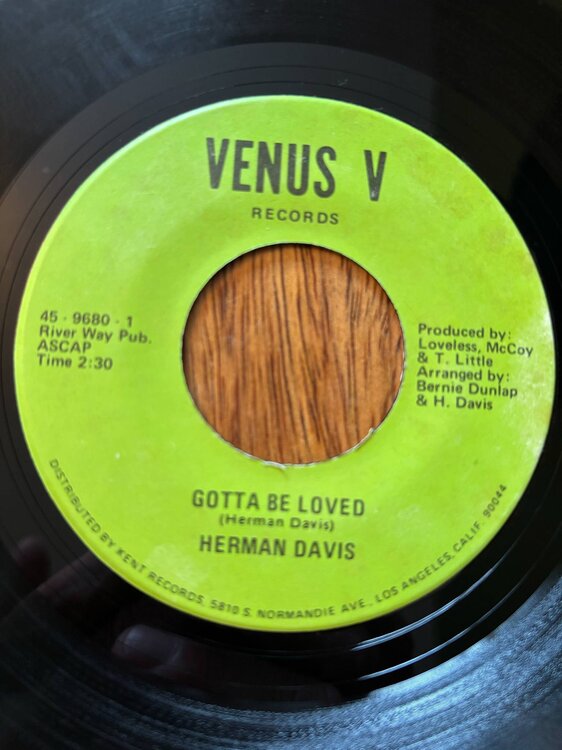 VENUS V
RECORDS
45 - 9680 - 1
River Way Pub.
ASCAP
Time 2:30
Produced by:
Loveless, McCoy
& T. Little
Arranged by:
Bernie Dunlap
& H. Davis
GOTTA BE LOVED
(Herman Davis)
HERMAN DAVIS
DISTRIBUTED BY KENT RECORDS, 5810 S. NORMANDIE AVE., LOS ANGELES, CALIF. 90044